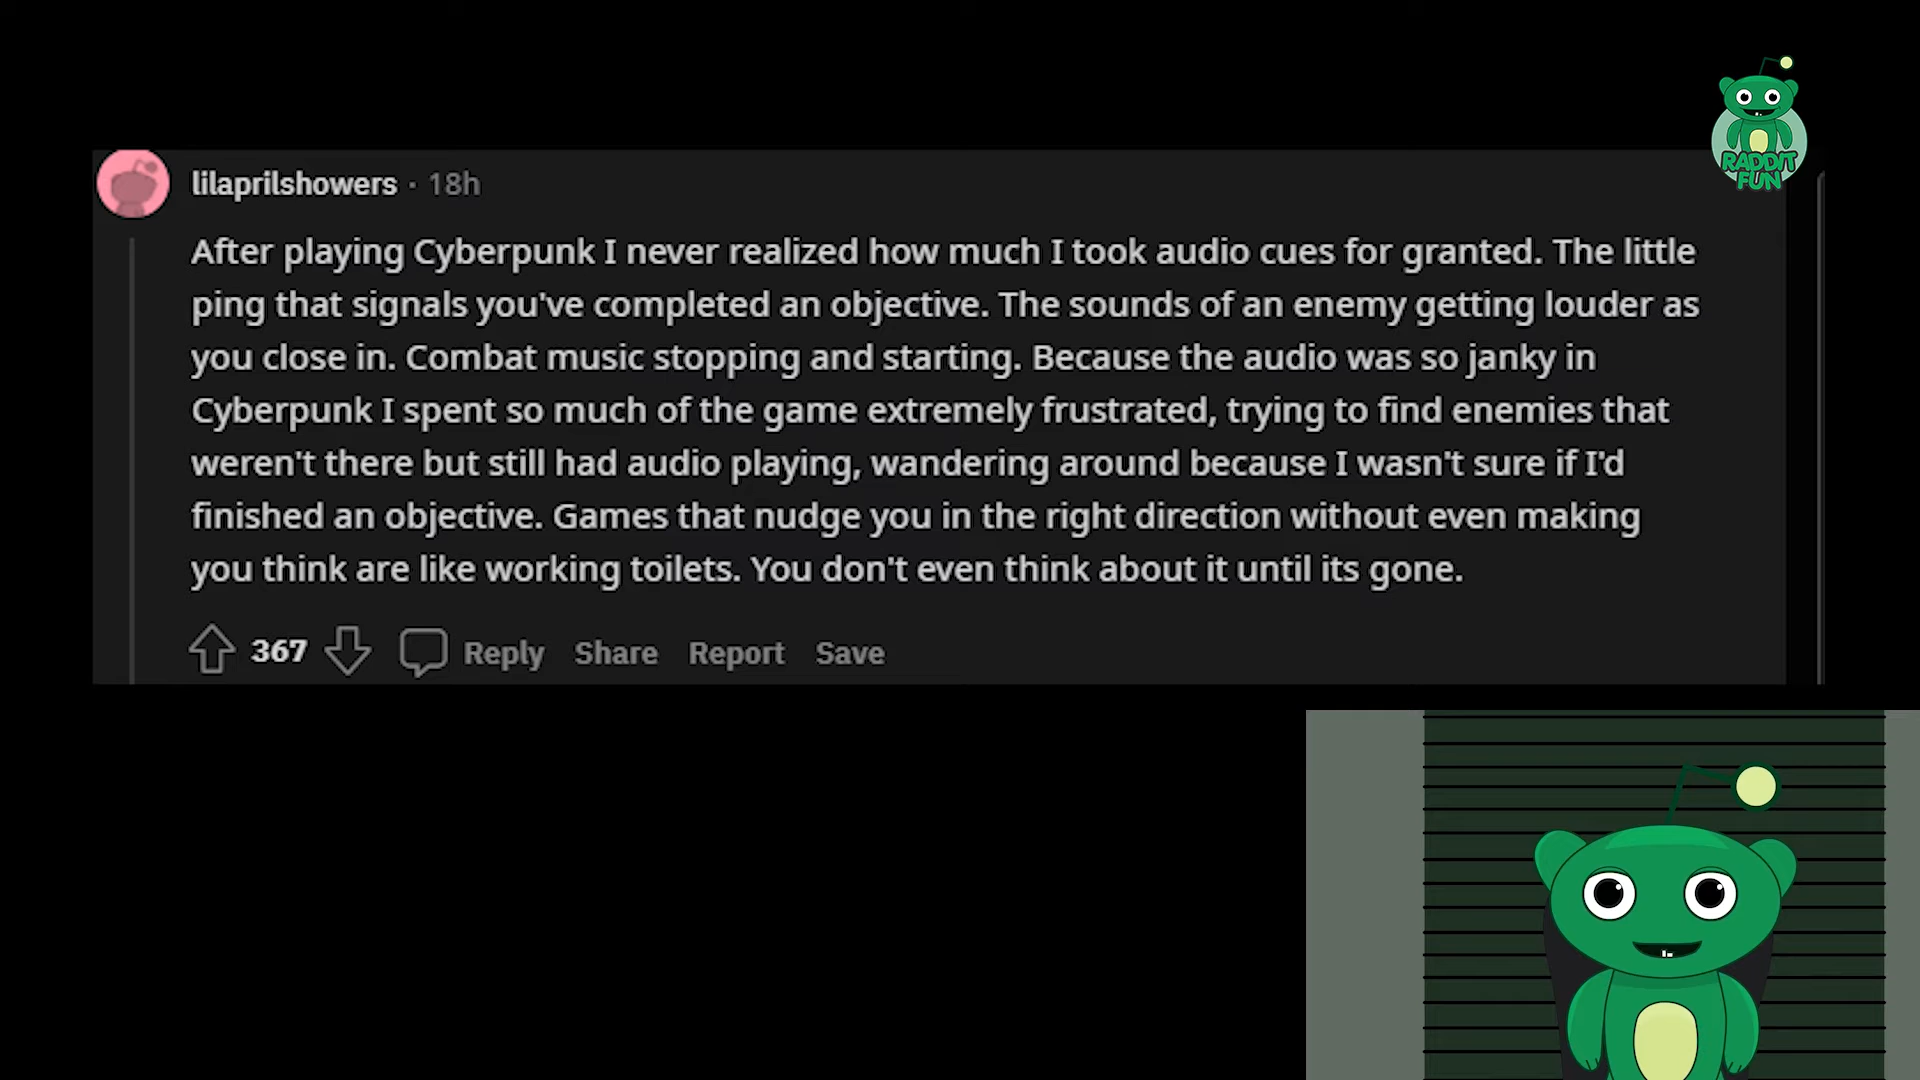 RADDIT
FUN
lilaprilshowers · 18h
After playing Cyberpunk I never realized how much I took audio cues for granted. The little
ping that signals you've completed an objective. The sounds of an enemy getting louder as
you close in. Combat music stopping and starting. Because the audio was so janky in
Cyberpunk I spent so much of the game extremely frustrated, trying to find enemies that
weren't there but still had audio playing, wandering around because I wasn't sure if I'd
finished an objective. Games that nudge you in the right direction without even making
you think are like working toilets. You don't even think about it until its gone.
367 Reply Share Report Save